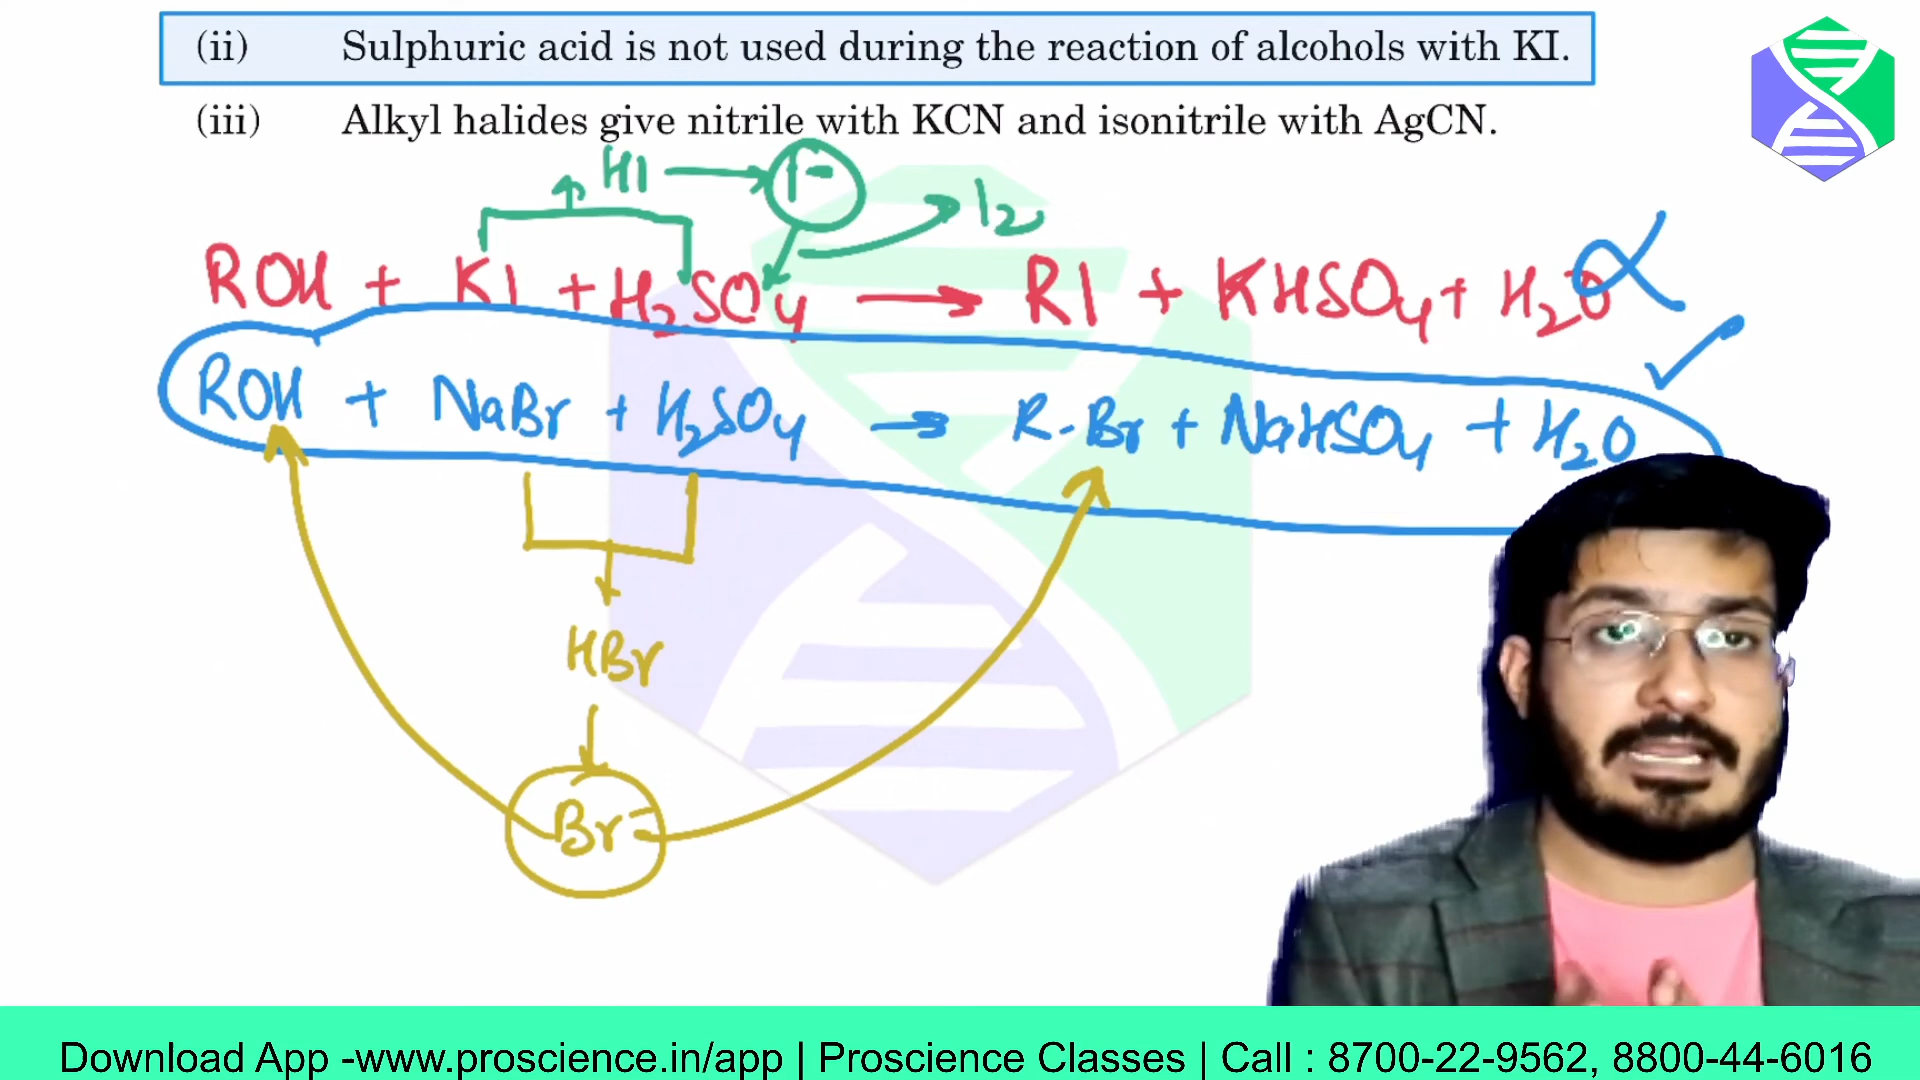 (ii) Sulphuric acid is not used during the reaction of alcohols with KI.
(iii) Alkyl halides give nitrile with KCN and isonitrile with AgCN.
HI → I⁻
I₂
ROH + KI + H₂SO₄ → RI + KHSO₄ + H₂O
ROH + NaBr + H₂SO₄ → R-Br + NaHSO₄ + H₂O
HBr
Br⁻
Download App -www.proscience.in/app | Proscience Classes | Call : 8700-22-9562, 8800-44-6016